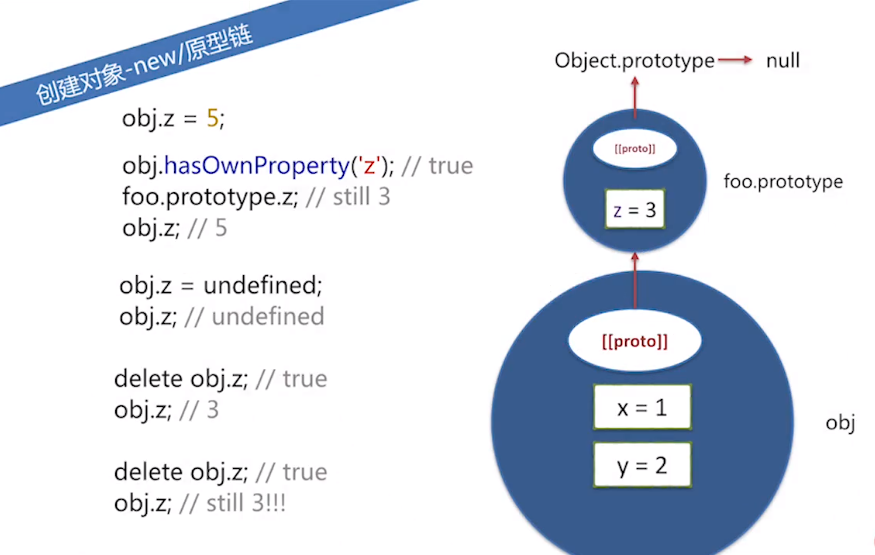 创建对象-new/原型链
obj.z = 5;
obj.hasOwnProperty('z'); // true
foo.prototype.z; // still 3
obj.z; // 5
obj.z = undefined;
obj.z; // undefined
delete obj.z; // true
obj.z; // 3
delete obj.z; // true
obj.z; // still 3!!!
Object.prototype
null
[[proto]]
foo.prototype
z = 3
[[proto]]
x = 1
obj
y = 2